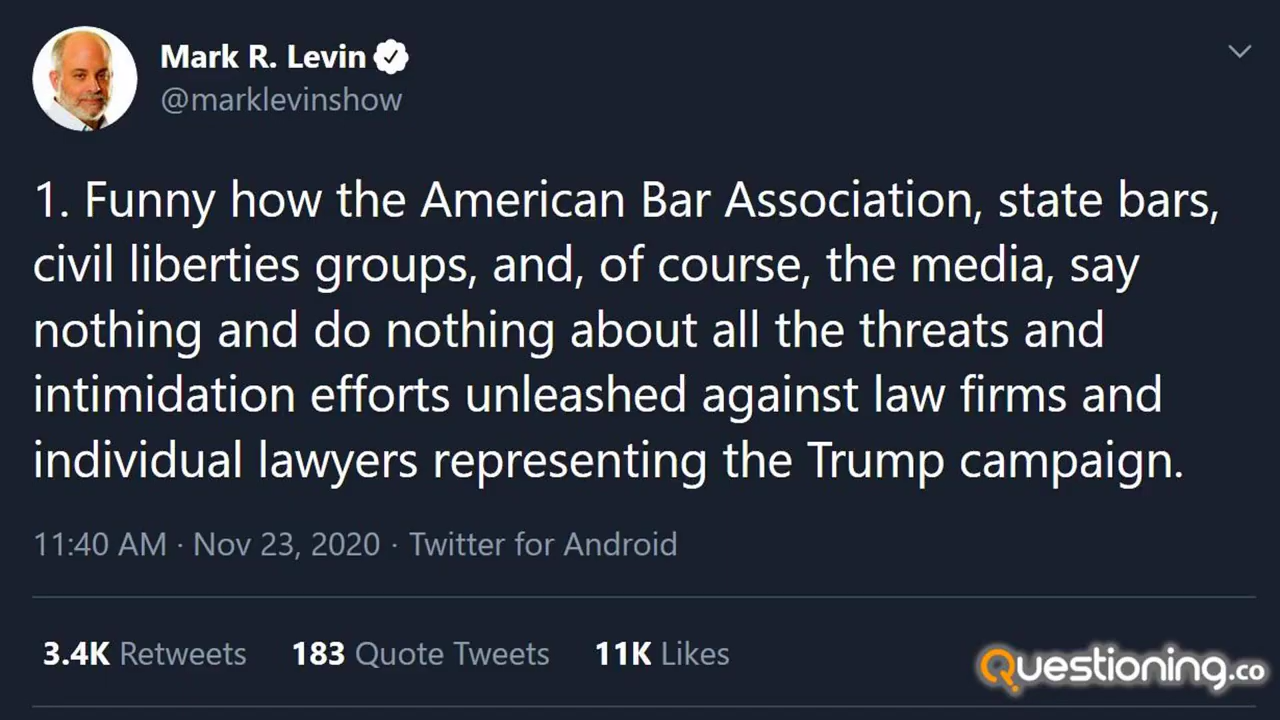 Mark R. Levin
@marklevinshow
1. Funny how the American Bar Association, state bars,
civil liberties groups, and, of course, the media, say
nothing and do nothing about all the threats and
intimidation efforts unleashed against law firms and
individual lawyers representing the Trump campaign.
11:40 AM · Nov 23, 2020 · Twitter for Android
3.4K Retweets 183 Quote Tweets 11K Likes
Questioning.co